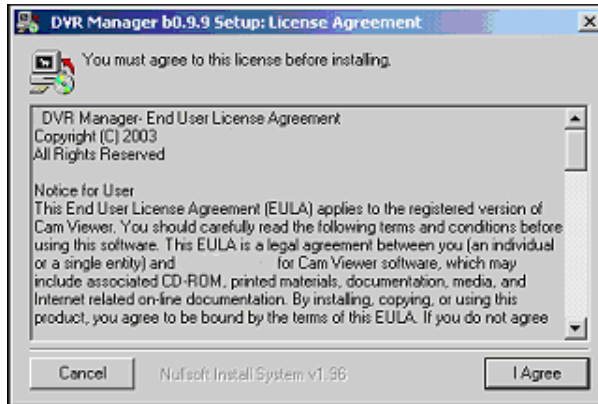 DVR Manager b0.9.9 Setup: License Agreement
You must agree to this license before installing.
DVR Manager- End User License Agreement
Copyright (C) 2003
All Rights Reserved
Notice for User
This End User License Agreement (EULA) applies to the registered version of
Cam Viewer. You should carefully read the following terms and conditions before
using this software. This EULA is a legal agreement between you (an individual
or a single entity) and for Cam Viewer software, which may
include associated CD-ROM, printed materials, documentation, media, and
Internet related on-line documentation. By installing, copying, or using this
product, you agree to be bound by the terms of this EULA. If you do not agree
Cancel
Nullsoft Install System v1.96
I Agree